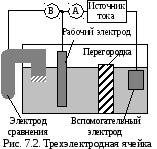 Источник
тока
В
А
Рабочий электрод
Перегородка
Электрод
сравнения
Вспомогательный
электрод
Рис. 7.2. Трехэлектродная ячейка